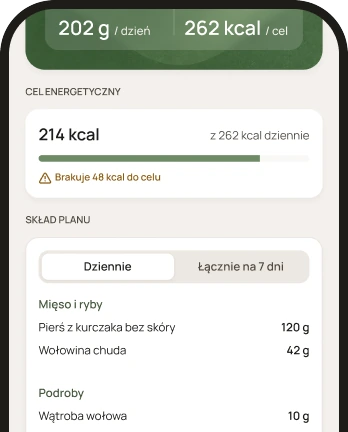 202 g / dzień 262 kcal / cel
CEL ENERGETYCZNY
214 kcal z 262 kcal dziennie
Brakuje 48 kcal do celu
SKŁAD PLANU
Dziennie Łącznie na 7 dni
Mięso i ryby
Pierś z kurczaka bez skóry 120 g
Wołowina chuda 42 g
Podroby
Wątroba wołowa 10 g